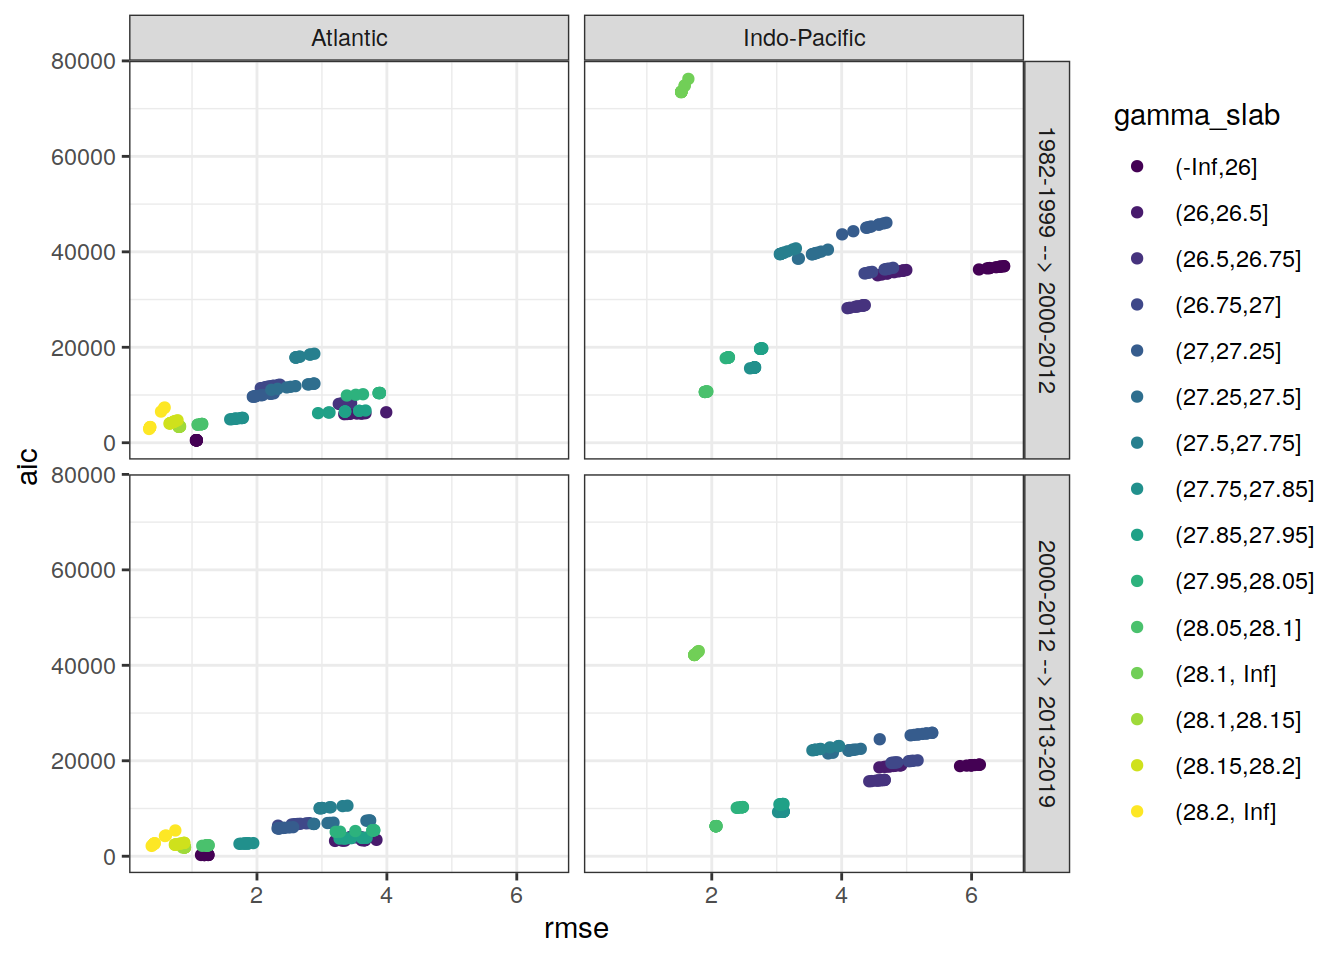 Atlantic
Indo-Pacific
80000
60000
40000
20000
0
1982-1999 --> 2000-2012
80000
60000
40000
20000
0
2000-2012 --> 2013-2019
aic
2
4
6
2
4
6
rmse
gamma_slab
(-Inf,26]
(26,26.5]
(26.5,26.75]
(26.75,27]
(27,27.25]
(27.25,27.5]
(27.5,27.75]
(27.75,27.85]
(27.85,27.95]
(27.95,28.05]
(28.05,28.1]
(28.1, Inf]
(28.1,28.15]
(28.15,28.2]
(28.2, Inf]